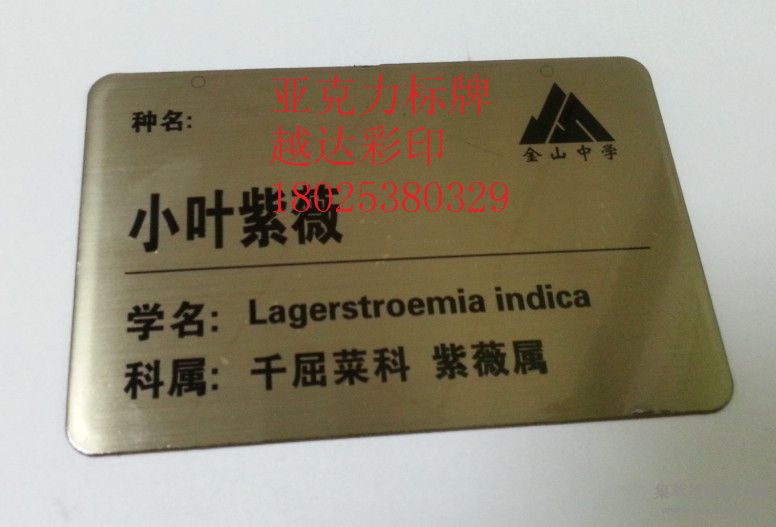 亚克力标牌
越达彩印
18025380329
种名:
金山中学
小叶紫薇
学名: Lagerstroemia indica
科属: 千屈菜科 紫薇属